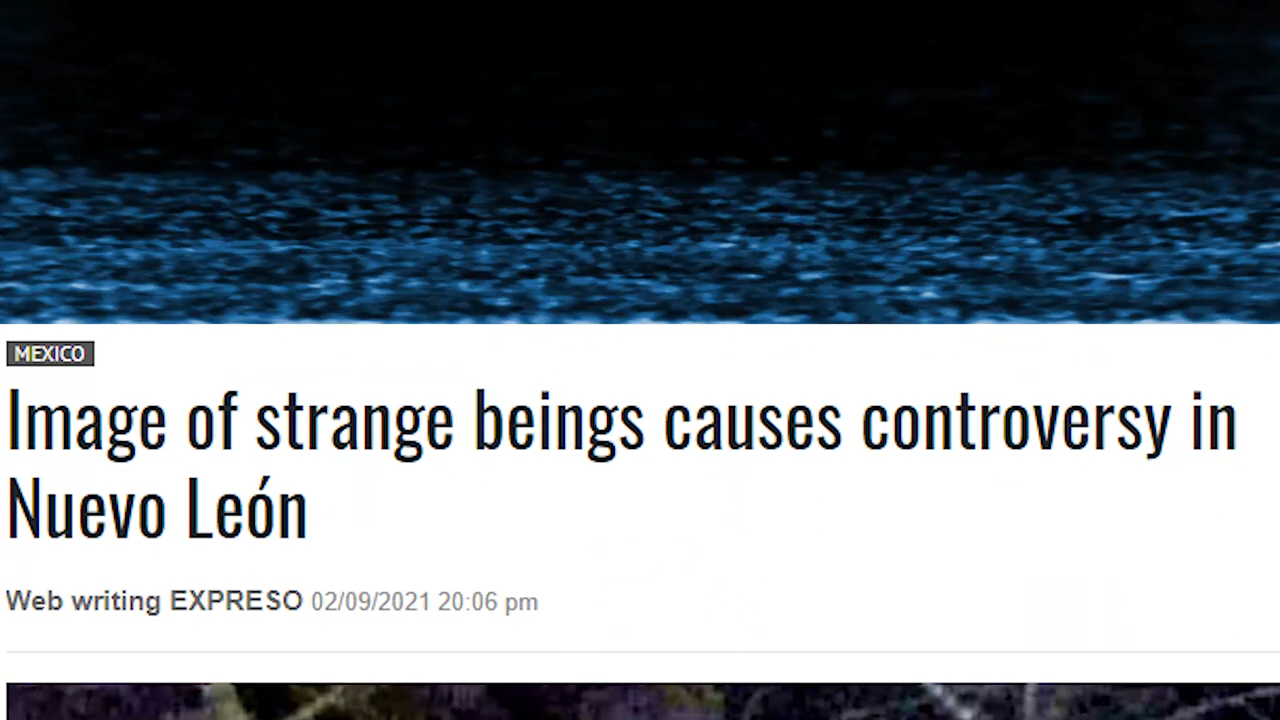 MEXICO
Image of strange beings causes controversy in
Nuevo León
Web writing EXPRESO 02/09/2021 20:06 pm